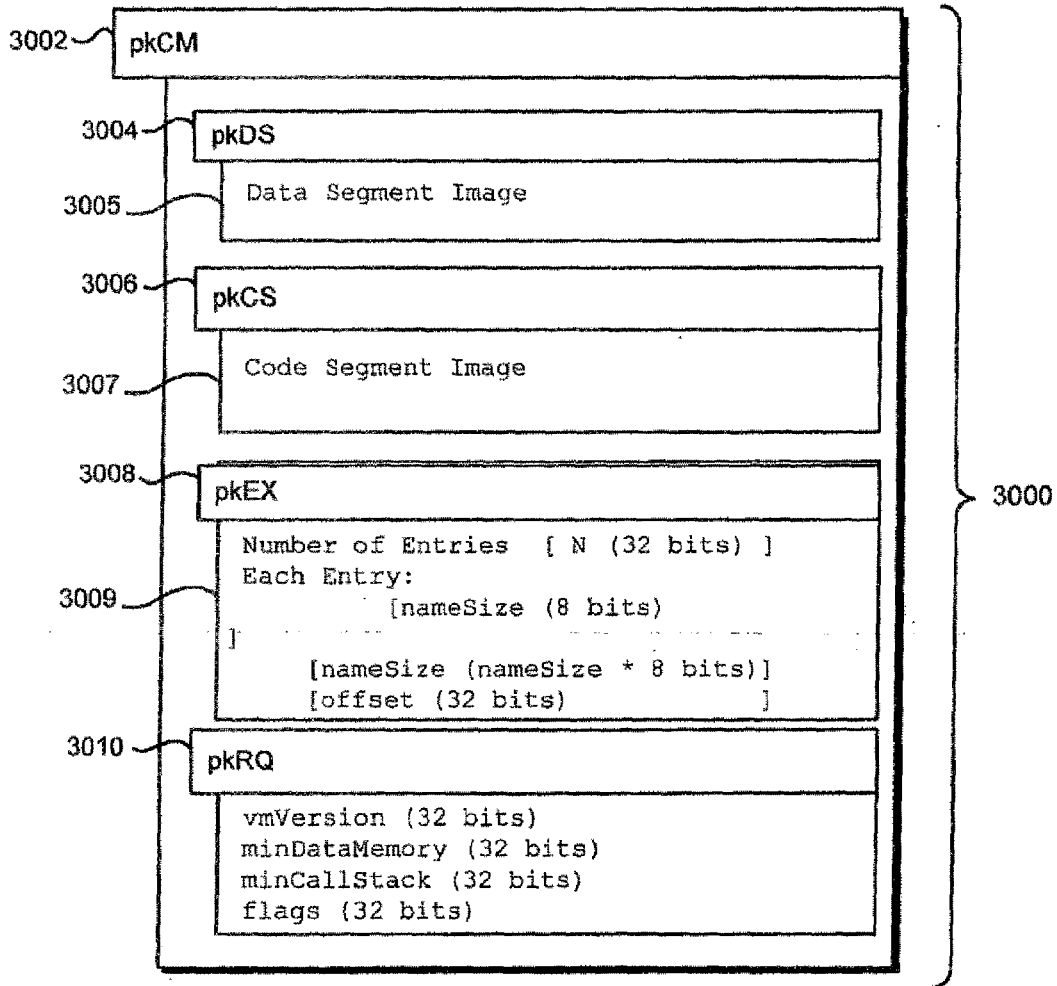 3002 pkCM
3004 pkDS
3005 Data Segment Image
3006 pkCS
3007 Code Segment Image
3008 pkEX
Number of Entries [ N (32 bits) ]
Each Entry:
3009 [nameSize (8 bits)
]
[nameSize (nameSize * 8 bits)]
[offset (32 bits) ]
3000
3010 pkRQ
vmVersion (32 bits)
minDataMemory (32 bits)
minCallStack (32 bits)
flags (32 bits)